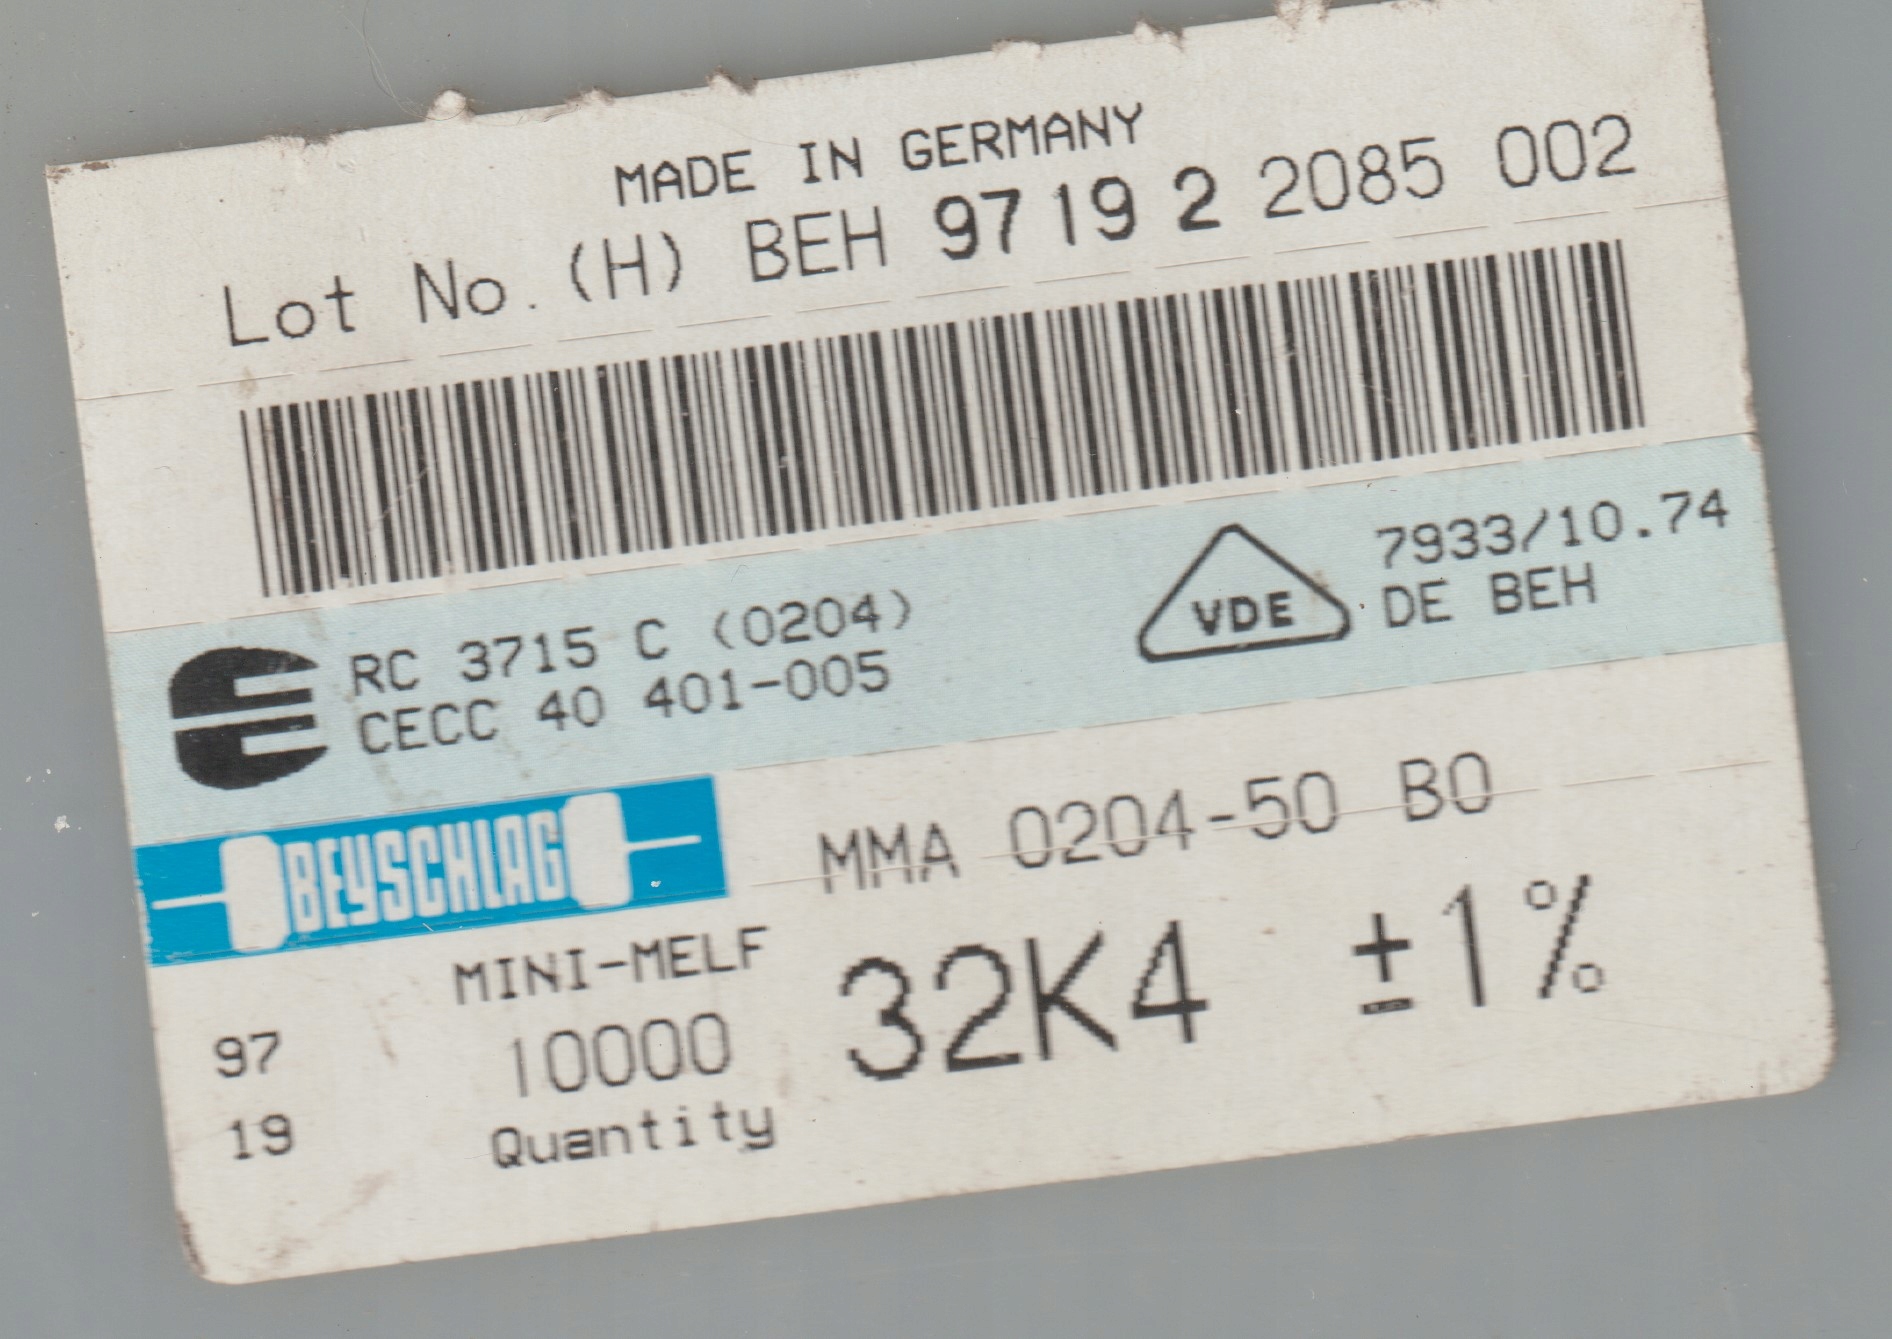 MADE IN GERMANY
Lot No. (H) BEH 97 19 2 2085 002
RC 3715 C (0204)
CECC 40 401-005
VDE
7933/10.74
DE BEH
BEYSCHLAG
MMA 0204-50 B0
MINI-MELF
32K4 ±1%
97
10000
19
Quantity